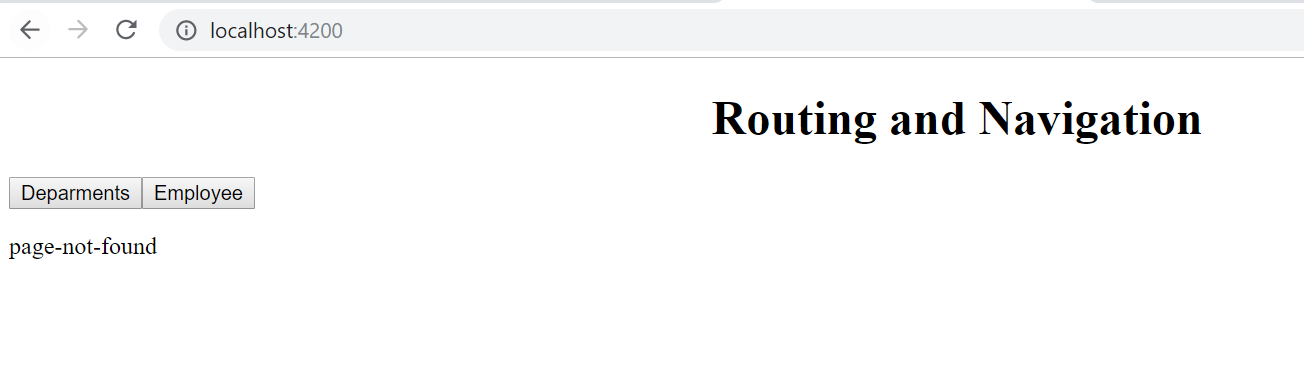 localhost:4200
Routing and Navigation
Deparments Employee
page-not-found